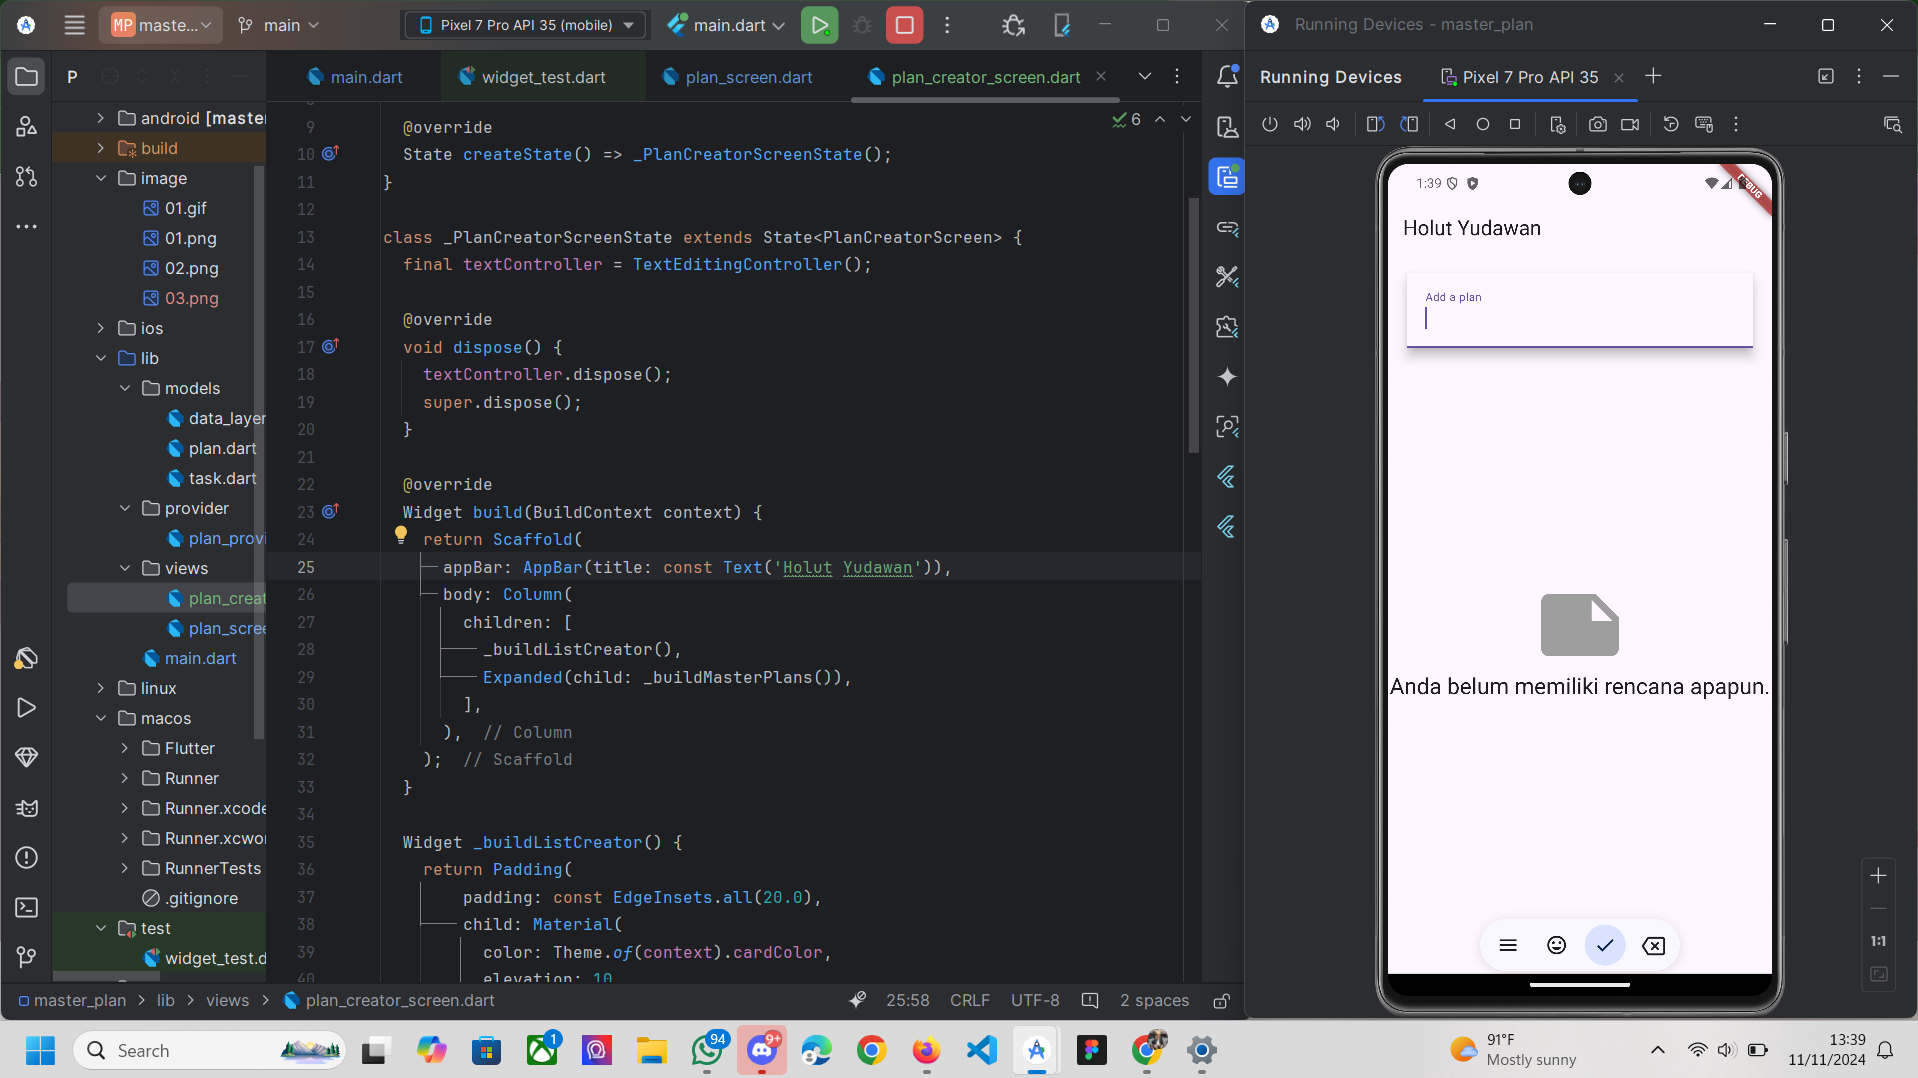 MP maste...
main
Pixel 7 Pro API 35 (mobile)
main.dart
Running Devices - master_plan
P
main.dart
widget_test.dart
plan_screen.dart
plan_creator_screen.dart
Running Devices
Pixel 7 Pro API 35
android [master
build
image
01.gif
01.png
02.png
03.png
ios
lib
models
data_layer
plan.dart
task.dart
provider
plan_provi
views
plan_creat
plan_scree
main.dart
linux
macos
Flutter
Runner
Runner.xcode
Runner.xcwor
RunnerTests
.gitignore
test
widget_test.d
6
9 @override
10 State createState() => _PlanCreatorScreenState();
11 }
12
13 class _PlanCreatorScreenState extends State<PlanCreatorScreen> {
14 final textController = TextEditingController();
15
16 @override
17 void dispose() {
18 textController.dispose();
19 super.dispose();
20 }
21
22 @override
23 Widget build(BuildContext context) {
24 return Scaffold(
25 appBar: AppBar(title: const Text('Holut Yudawan')),
26 body: Column(
27 children: [
28 _buildListCreator(),
29 Expanded(child: _buildMasterPlans()),
30 ],
31 ), // Column
32 ); // Scaffold
33 }
34
35 Widget _buildListCreator() {
36 return Padding(
37 padding: const EdgeInsets.all(20.0),
38 child: Material(
39 color: Theme.of(context).cardColor,
40 elevation: 10
1:39
DEBUG
Holut Yudawan
Add a plan
Anda belum memiliki rencana apapun.
1:1
master_plan > lib > views > plan_creator_screen.dart
25:58 CRLF UTF-8 2 spaces
Search
1
94
9+
91°F
Mostly sunny
13:39
11/11/2024